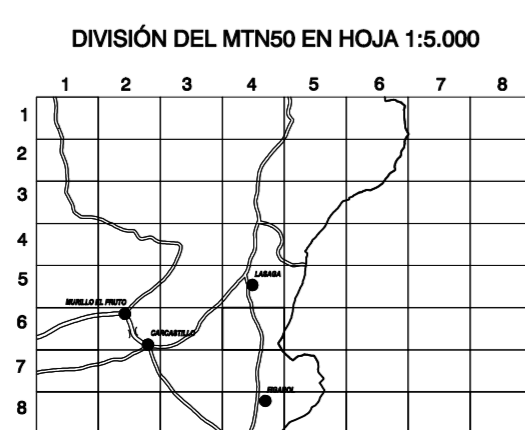 DIVISIÓN DEL MTN50 EN HOJA 1:5.000
1 2 3 4 5 6 7 8
1
2
3
4
5
LASAGA
MURILLO EL FRUTO
6
CARCASTILLO
7
FIGAROL
8